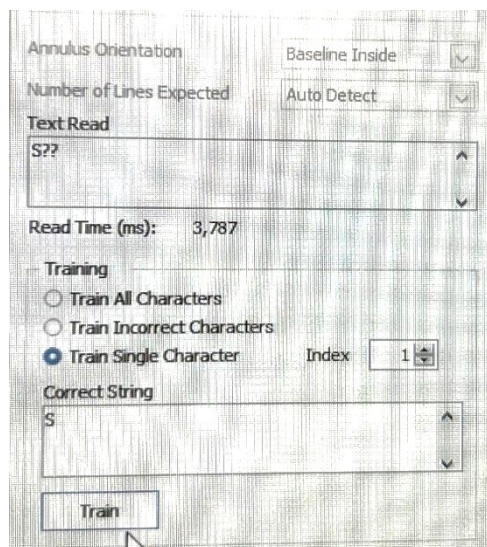 Annulus Orientation Baseline Inside
Number of Lines Expected Auto Detect
Text Read
S??
Read Time (ms): 3,787
Training
Train All Characters
Train Incorrect Characters
Train Single Character Index 1
Correct String
S
Train